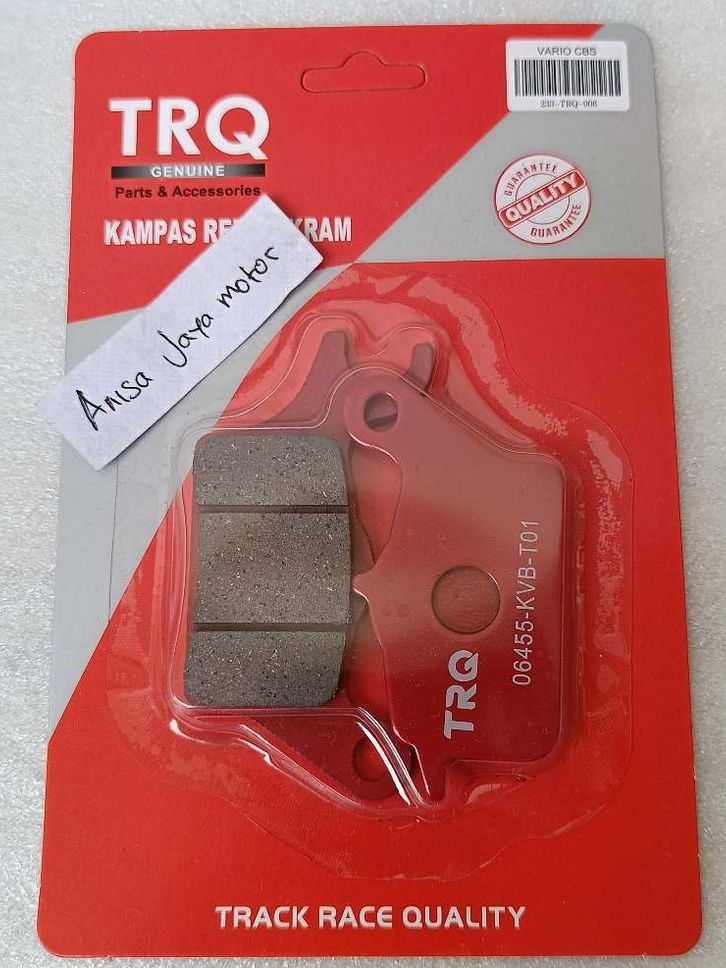 VARIO CBS
233-TRQ-006
TRQ
GENUINE
Parts & Accessories
KAMPAS KRAM
GUARANTEE
QUALITY
GUARANTEE
Anisa Jaya motor
06455-KVB-T01
TRQ
TRACK RACE QUALITY